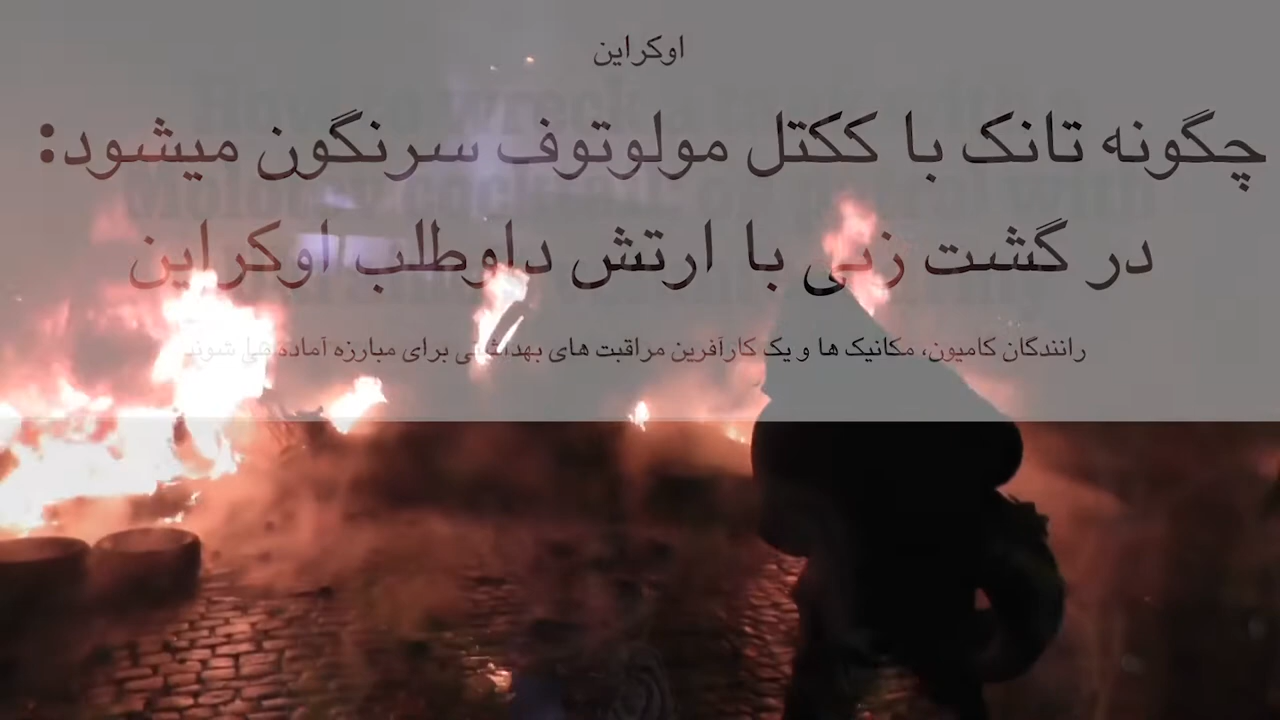 اوکراین
چگونه تانک با ککتل مولوتوف سرنگون میشود:
در گشت زنی با ارتش داوطلب اوکراین
رانندگان کامیون، مکانیک ها و یک کارآفرین مراقبت های بهداشتی برای مبارزه آماده می شوند